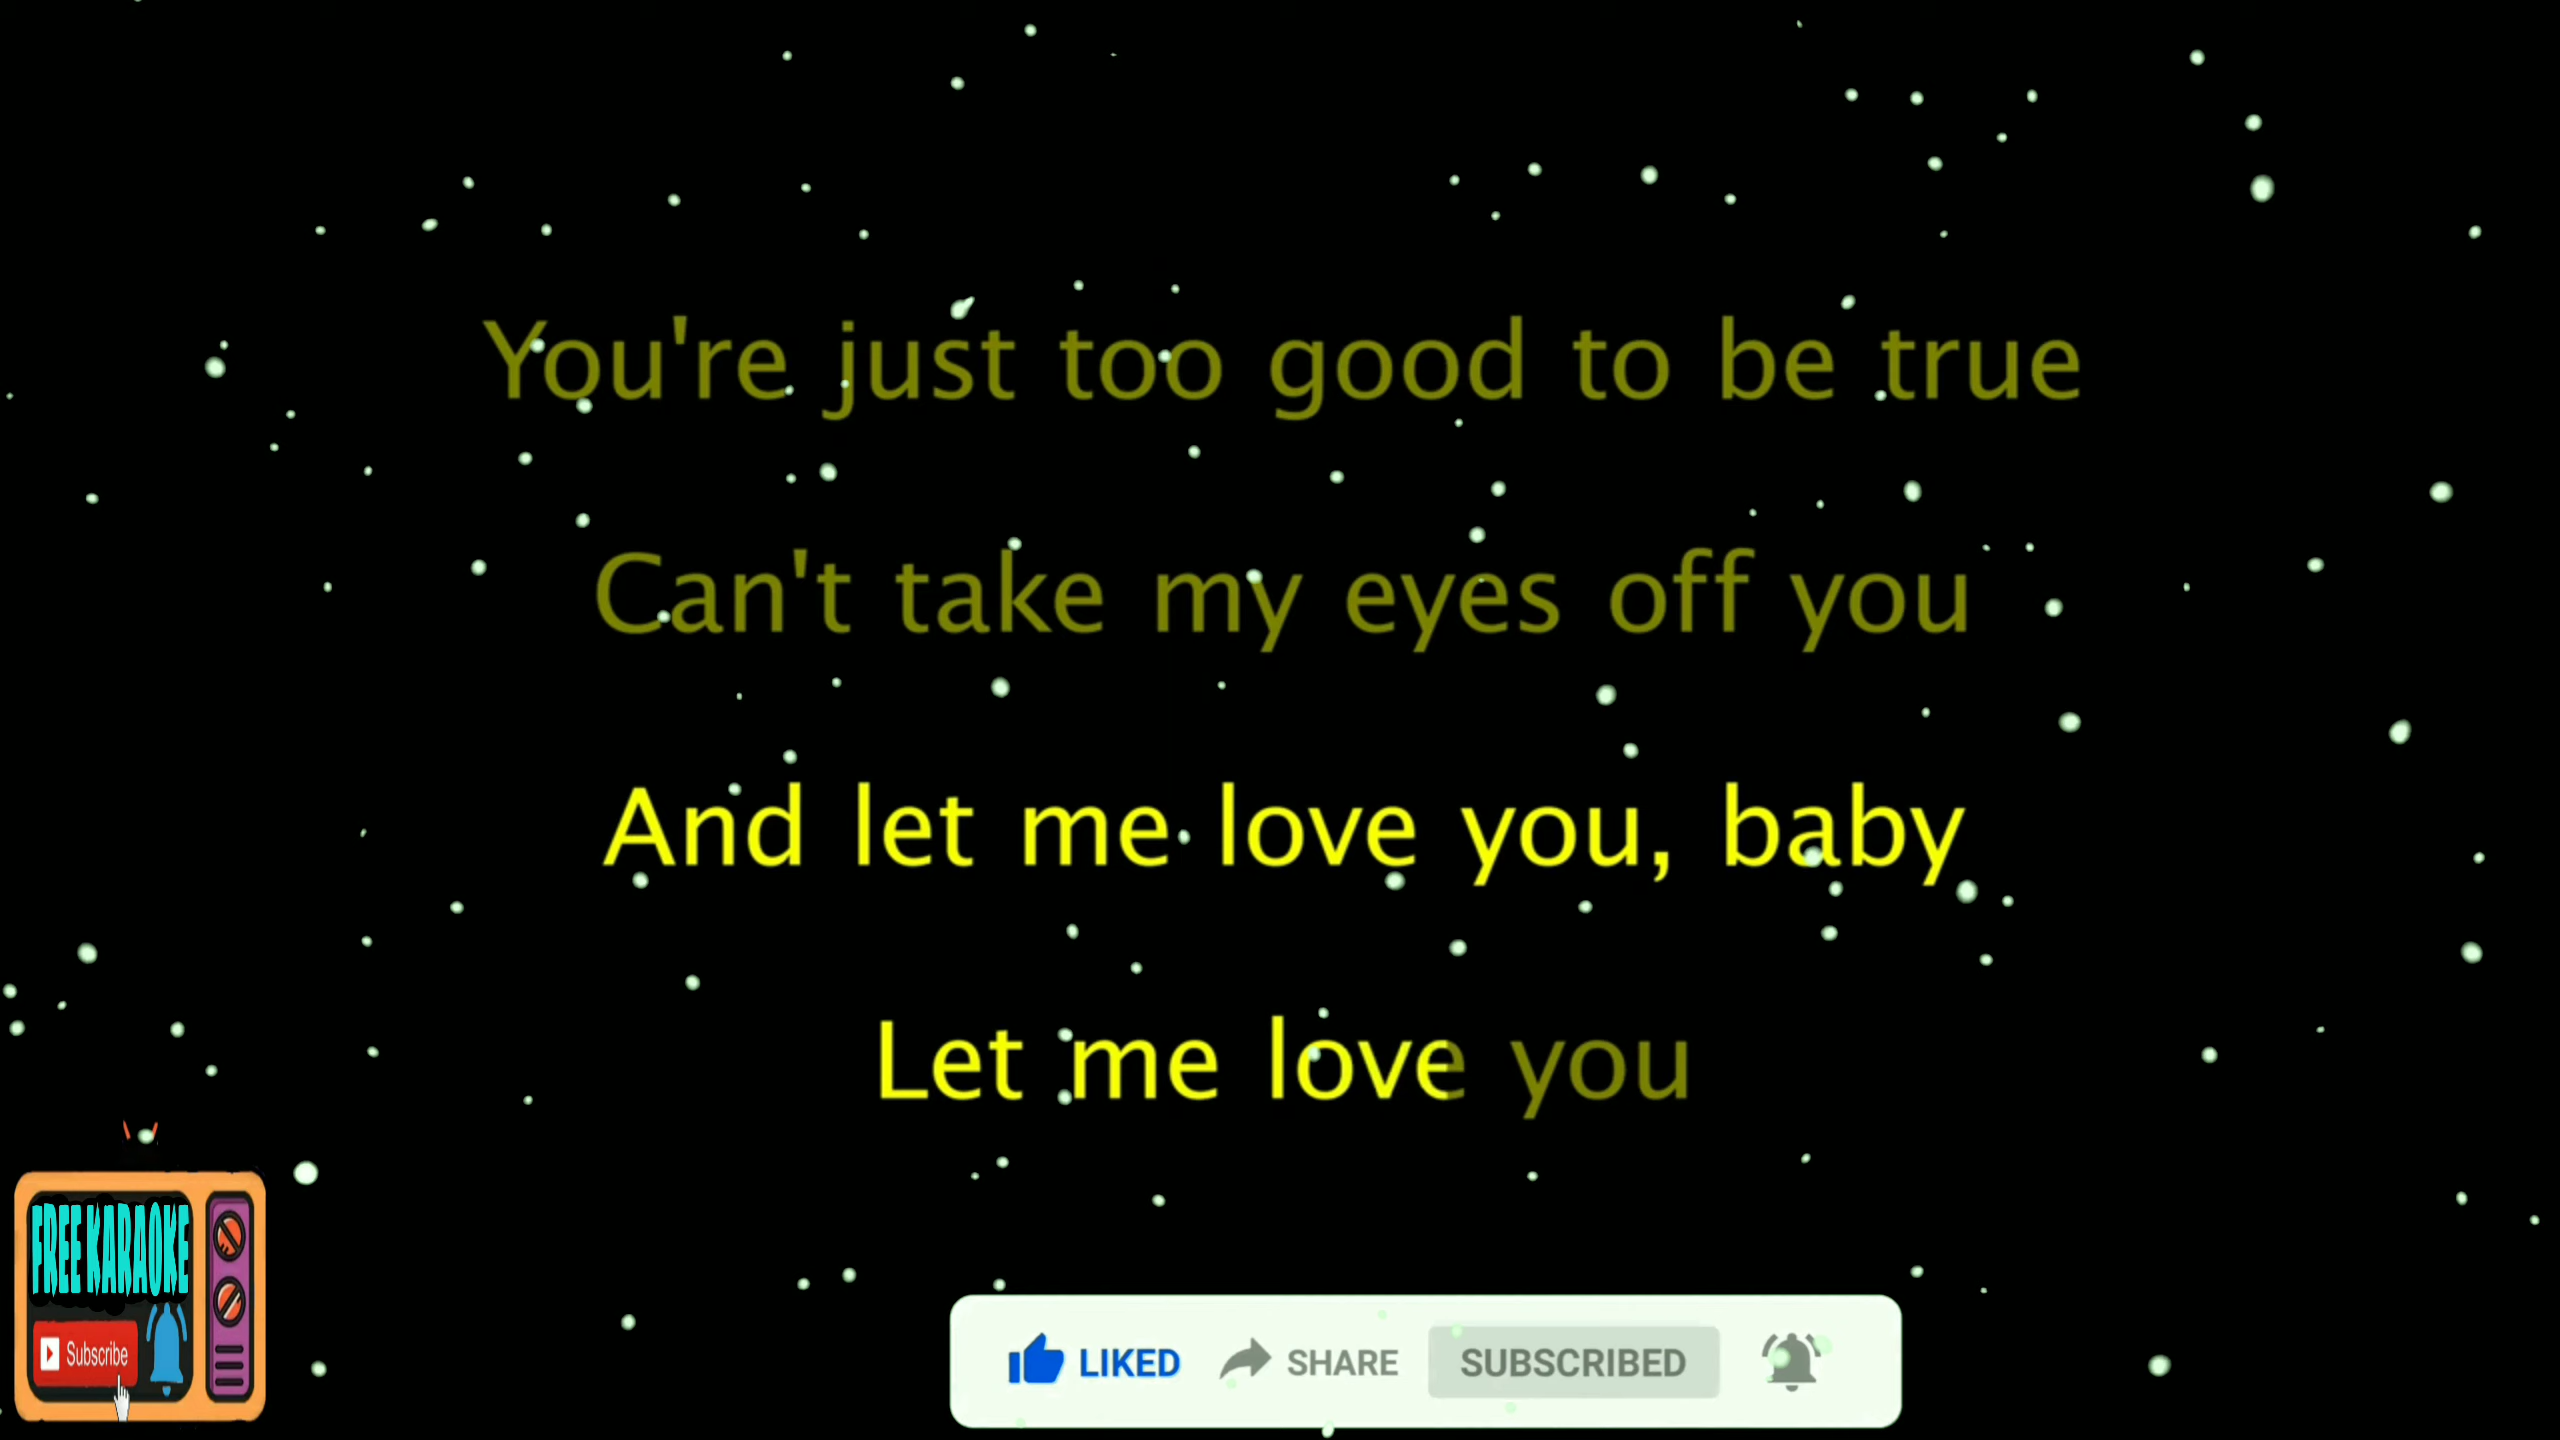 You're just too good to be true
Can't take my eyes off you
And let me love you, baby
Let me love you
FREE KARAOKE
Subscribe
LIKED SHARE SUBSCRIBED